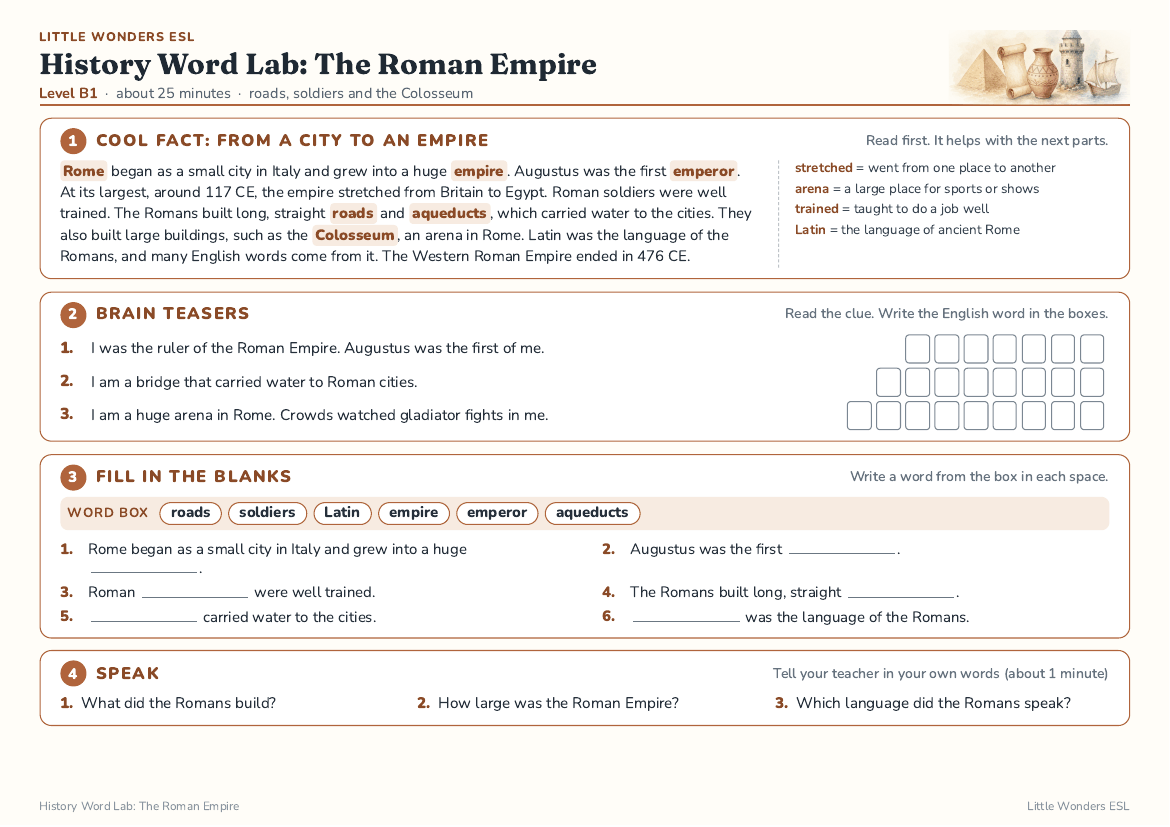 LITTLE WONDERS ESL
History Word Lab: The Roman Empire
Level B1 · about 25 minutes · roads, soldiers and the Colosseum
1 COOL FACT: FROM A CITY TO AN EMPIRE
Read first. It helps with the next parts.
Rome began as a small city in Italy and grew into a huge empire. Augustus was the first emperor.
At its largest, around 117 CE, the empire stretched from Britain to Egypt. Roman soldiers were well
trained. The Romans built long, straight roads and aqueducts, which carried water to the cities. They
also built large buildings, such as the Colosseum, an arena in Rome. Latin was the language of the
Romans, and many English words come from it. The Western Roman Empire ended in 476 CE.
stretched = went from one place to another
arena = a large place for sports or shows
trained = taught to do a job well
Latin = the language of ancient Rome
2 BRAIN TEASERS
Read the clue. Write the English word in the boxes.
1. I was the ruler of the Roman Empire. Augustus was the first of me.
2. I am a bridge that carried water to Roman cities.
3. I am a huge arena in Rome. Crowds watched gladiator fights in me.
3 FILL IN THE BLANKS
Write a word from the box in each space.
WORD BOX roads soldiers Latin empire emperor aqueducts
1. Rome began as a small city in Italy and grew into a huge
______________.
2. Augustus was the first ______________.
3. Roman ______________ were well trained.
4. The Romans built long, straight ______________.
5. ______________ carried water to the cities.
6. ______________ was the language of the Romans.
4 SPEAK
Tell your teacher in your own words (about 1 minute)
1. What did the Romans build?
2. How large was the Roman Empire?
3. Which language did the Romans speak?
History Word Lab: The Roman Empire
Little Wonders ESL